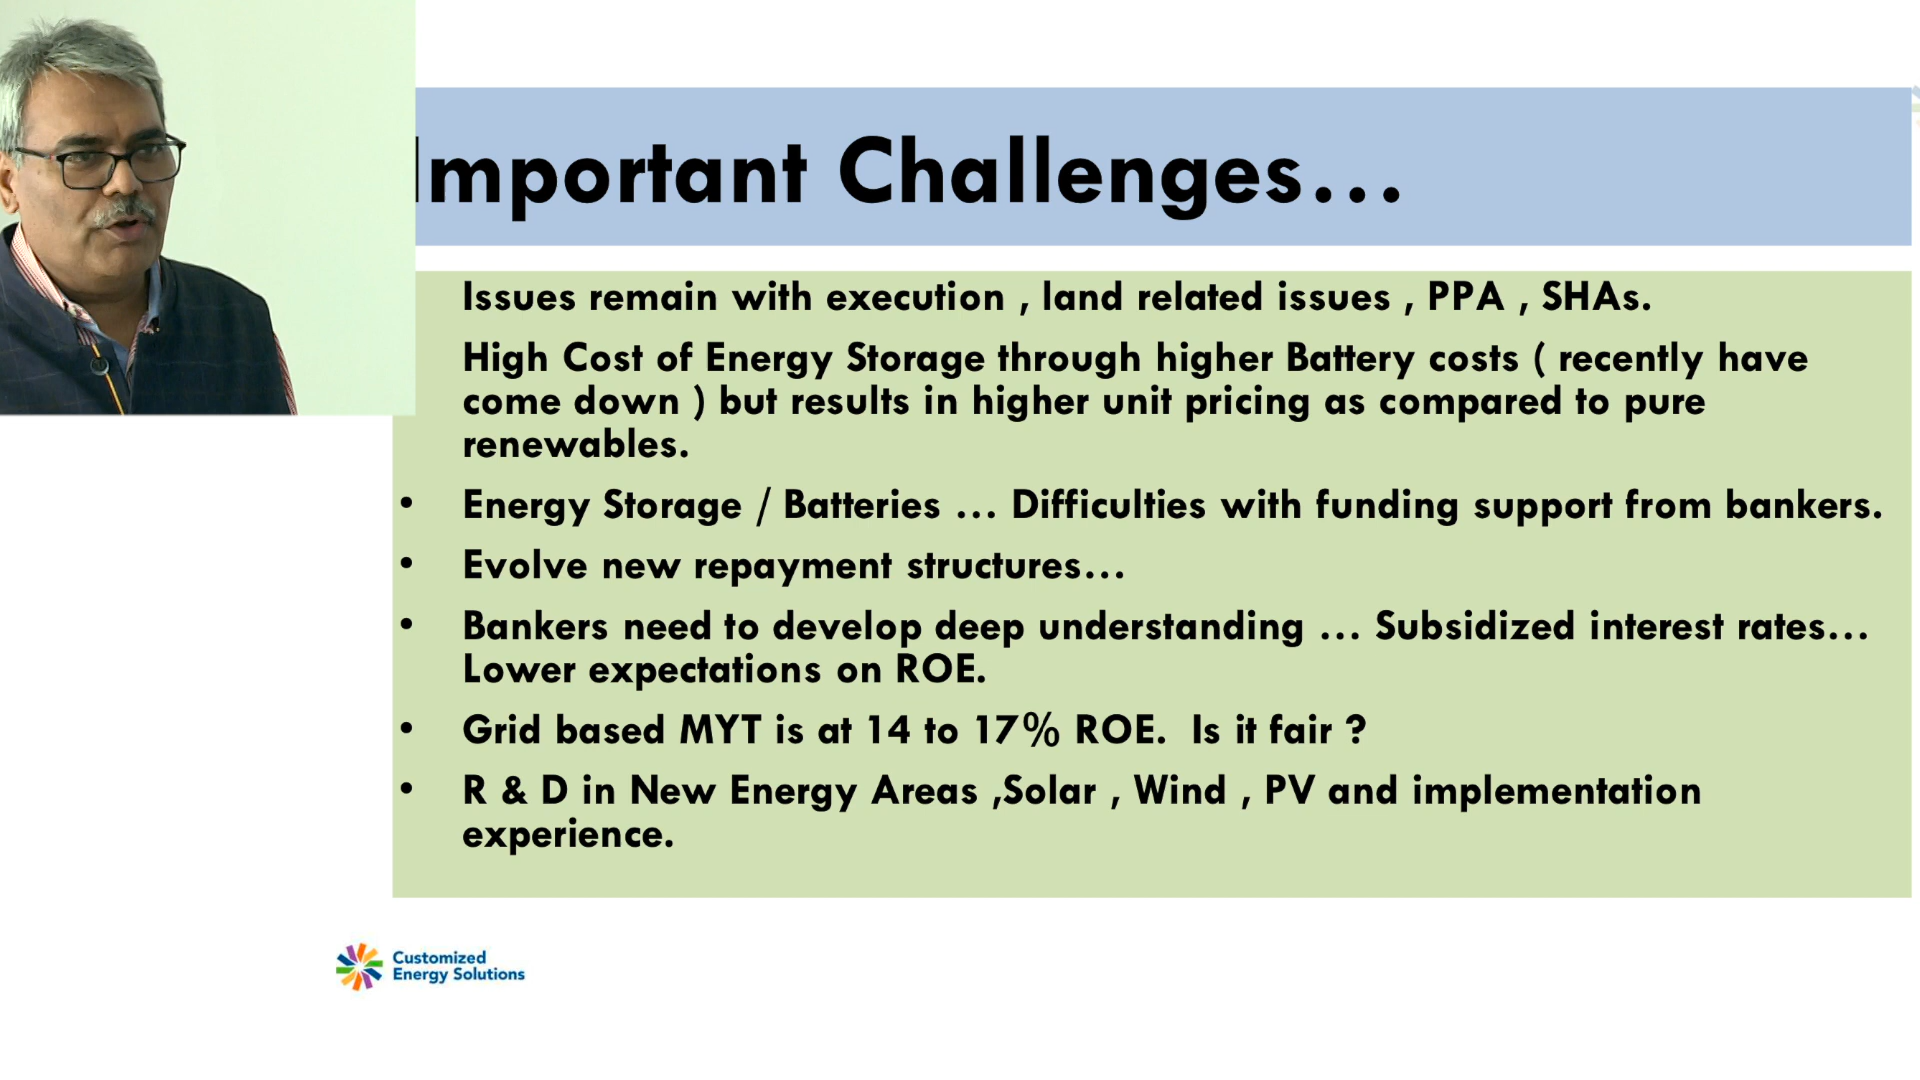 Important Challenges...
Issues remain with execution , land related issues , PPA , SHAs.
High Cost of Energy Storage through higher Battery costs ( recently have
come down ) but results in higher unit pricing as compared to pure
renewables.
• Energy Storage / Batteries ... Difficulties with funding support from bankers.
• Evolve new repayment structures...
• Bankers need to develop deep understanding ... Subsidized interest rates...
Lower expectations on ROE.
• Grid based MYT is at 14 to 17% ROE. Is it fair ?
• R & D in New Energy Areas ,Solar , Wind , PV and implementation
experience.
Customized
Energy Solutions